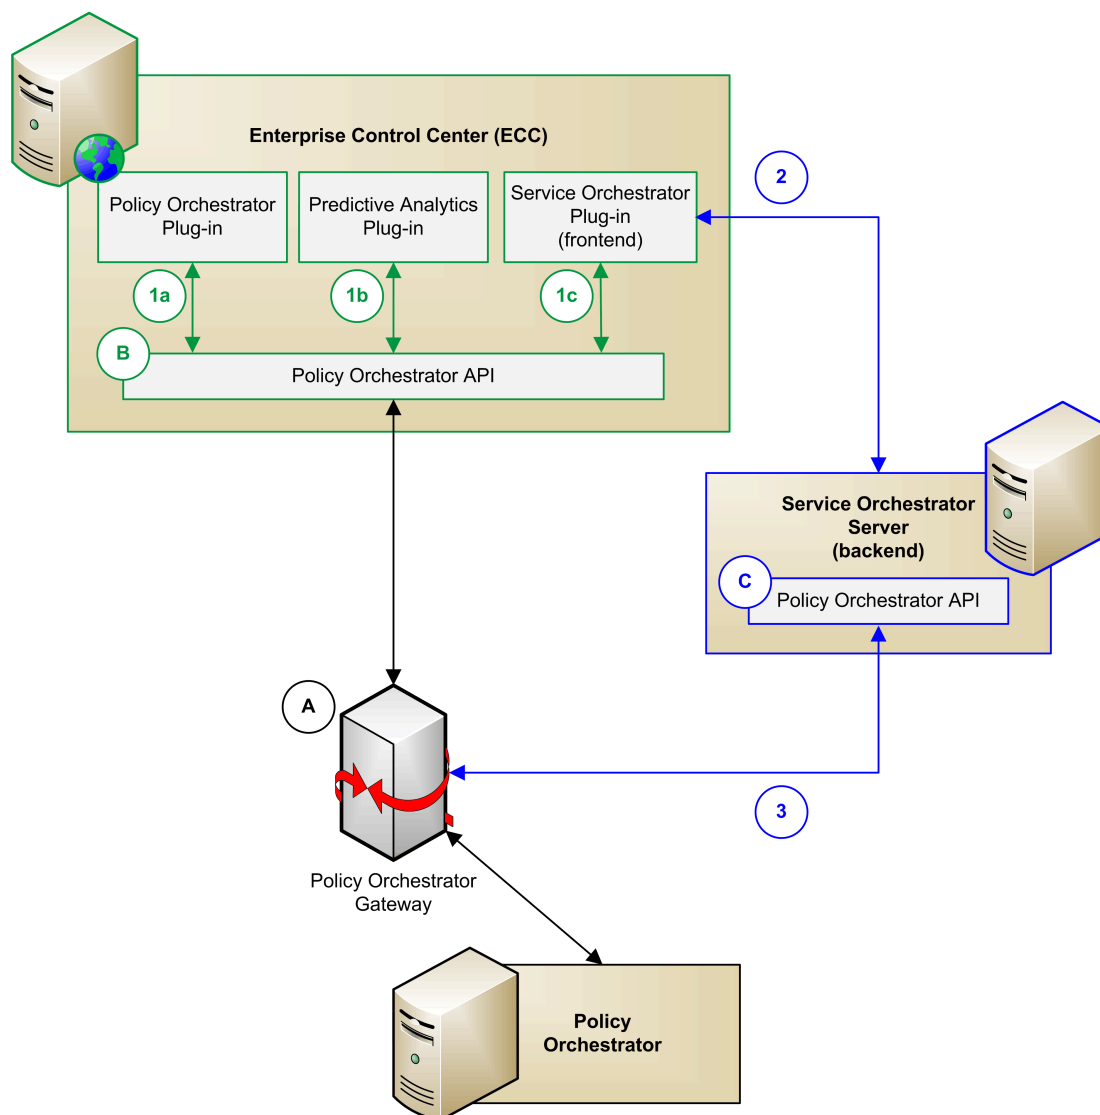 Enterprise Control Center (ECC)
2
Policy Orchestrator
Plug-in
Predictive Analytics
Plug-in
Service Orchestrator
Plug-in
(frontend)
1a
1b
1c
B
Policy Orchestrator API
Service Orchestrator
Server
(backend)
C
Policy Orchestrator API
A
3
Policy Orchestrator
Gateway
Policy
Orchestrator